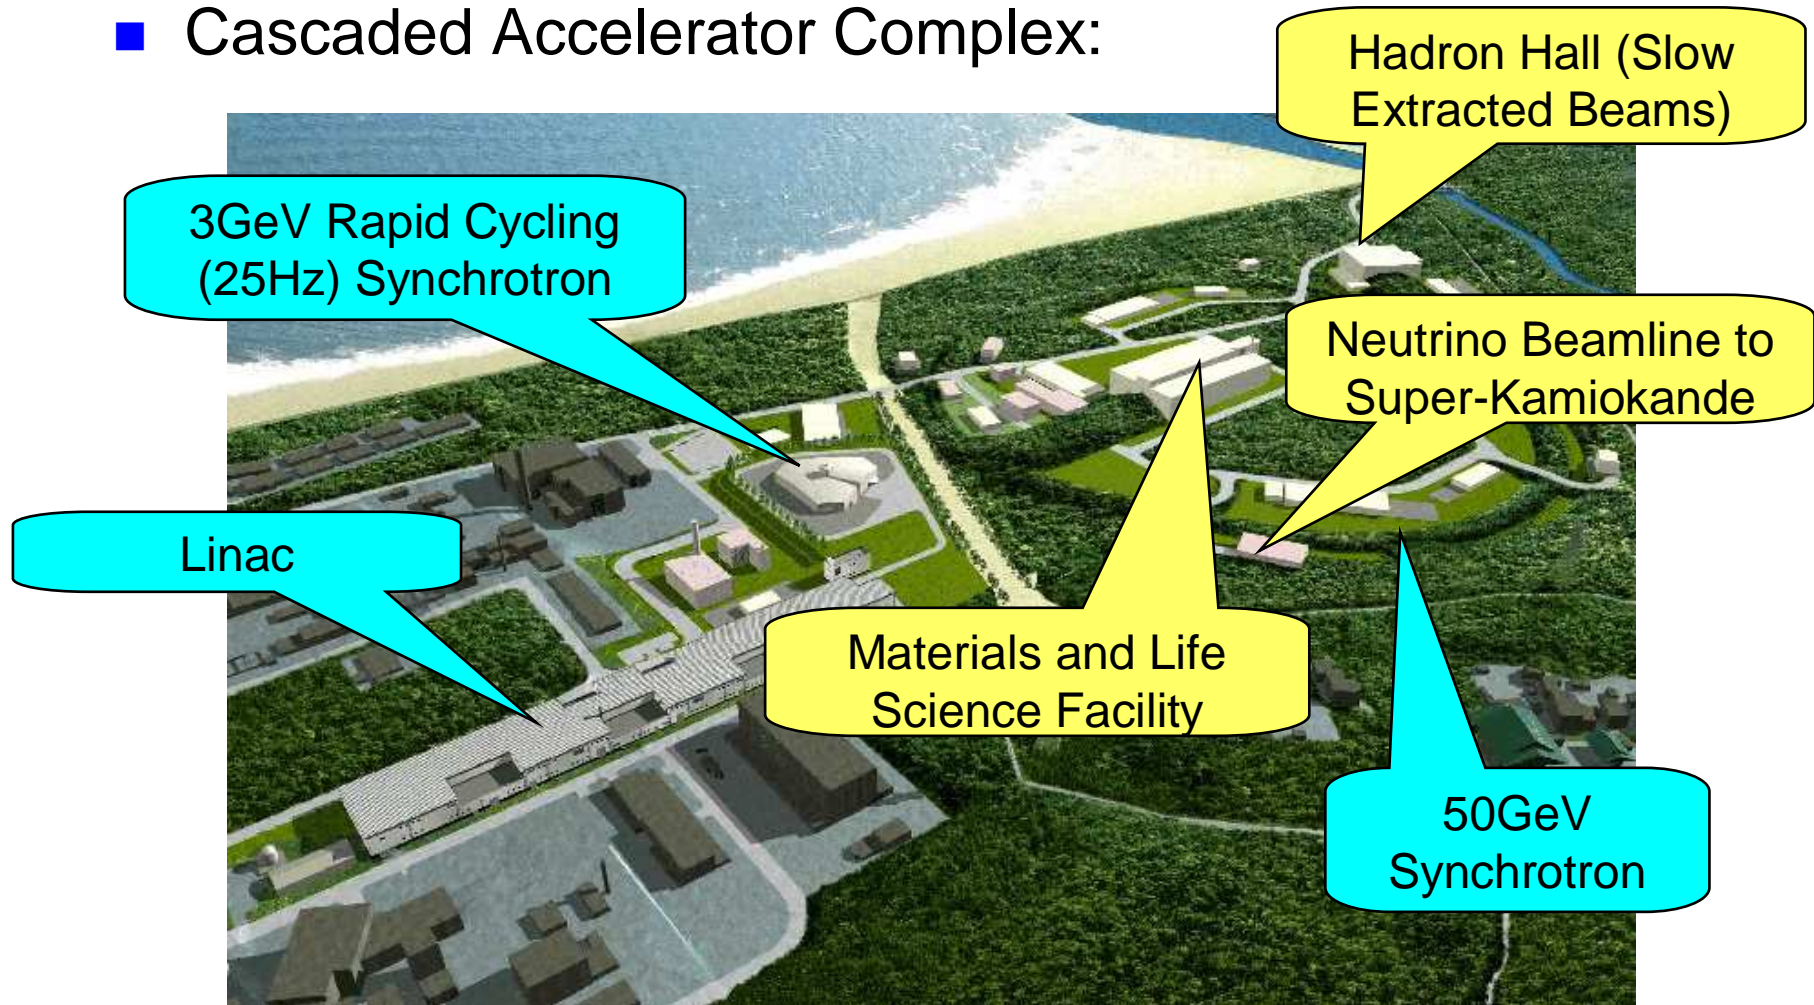 Cascaded Accelerator Complex:
Hadron Hall (Slow
Extracted Beams)
3GeV Rapid Cycling
(25Hz) Synchrotron
Neutrino Beamline to
Super-Kamiokande
Linac
Materials and Life
Science Facility
50GeV
Synchrotron